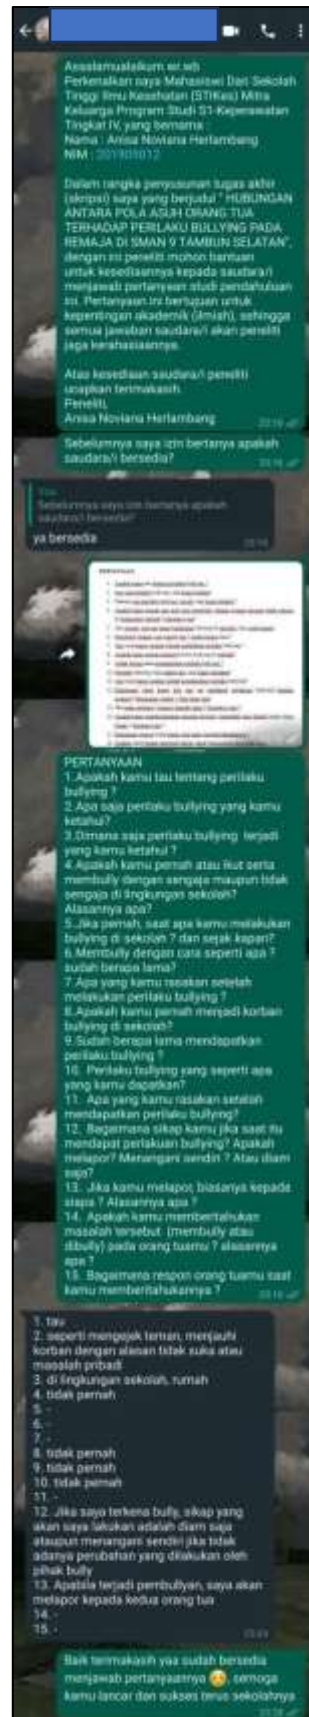 Assalamualaikum wr.wb
Perkenalkan saya Mahasiswi Dari Sekolah
Tinggi Ilmu Kesehatan (STIKes) Mitra
Keluarga Program Studi S1-Keperawatan
Tingkat IV, yang bernama :
Nama : Anisa Noviana Herlambang
NIM : 201905012
Dalam rangka penyusunan tugas akhir
(skripsi) saya yang berjudul " HUBUNGAN
ANTARA POLA ASUH ORANG TUA
TERHADAP PERILAKU BULLYING PADA
REMAJA DI SMAN 9 TAMBUN SELATAN",
dengan ini peneliti mohon bantuan
untuk kesediaannya kepada saudara/i
menjawab pertanyaan studi pendahuluan
ini. Pertanyaan ini bertujuan untuk
kepentingan akademik (ilmiah), sehingga
semua jawaban saudara/i akan peneliti
jaga kerahasiaannya.
Atas kesediaan saudara/i peneliti
ucapkan terimakasih.
Peneliti,
Anisa Noviana Herlambang
Sebelumnya saya izin bertanya apakah
saudara/i bersedia?
Sebelumnya saya izin bertanya apakah
saudara/i bersedia?
ya bersedia
PERTANYAAN
PERTANYAAN
1.Apakah kamu tau tentang perilaku
bullying ?
2.Apa saja perilaku bullying yang kamu
ketahui?
3.Dimana saja perilaku bullying terjadi
yang kamu ketahui ?
4.Apakah kamu pernah atau ikut serta
membully dengan sengaja maupun tidak
sengaja di lingkungan sekolah?
Alasannya apa?
5.Jika pernah, saat apa kamu melakukan
bullying di sekolah ? dan sejak kapan?
6.Membully dengan cara seperti apa ?
sudah berapa lama?
7.Apa yang kamu rasakan setelah
melakukan perilaku bullying ?
8.Apakah kamu pernah menjadi korban
bullying di sekolah?
9.Sudah berapa lama mendapatkan
perilaku bullying ?
10. Perilaku bullying yang seperti apa
yang kamu dapatkan?
11. Apa yang kamu rasakan setelah
mendapatkan perilaku bullying?
12. Bagaimana sikap kamu jika saat itu
mendapat perlakuan bullying? Apakah
melapor? Menangani sendiri ? Atau diam
saja?
13. Jika kamu melapor, biasanya kepada
siapa ? Alasannya apa ?
14. Apakah kamu memberitahukan
masalah tersebut (membully atau
dibully) pada orang tuamu ? alasannya
apa ?
15. Bagaimana respon orang tuamu saat
kamu memberitahukannya ?
1. tau
2. seperti mengejek teman, menjauhi
korban dengan alasan tidak suka atau
masalah pribadi
3. di lingkungan sekolah, rumah
4. tidak pernah
5. -
6. -
7. -
8. tidak pernah
9. tidak pernah
10. tidak pernah
11. -
12. Jika saya terkena bully, sikap yang
akan saya lakukan adalah diam saja
ataupun menangani sendiri jika tidak
adanya perubahan yang dilakukan oleh
pihak bully
13. Apabila terjadi pembullyan, saya akan
melapor kepada kedua orang tua
14. -
15. -
Baik terimakasih yaa sudah bersedia
menjawab pertanyaannya 😊, semoga
kamu lancar dan sukses terus sekolahnya